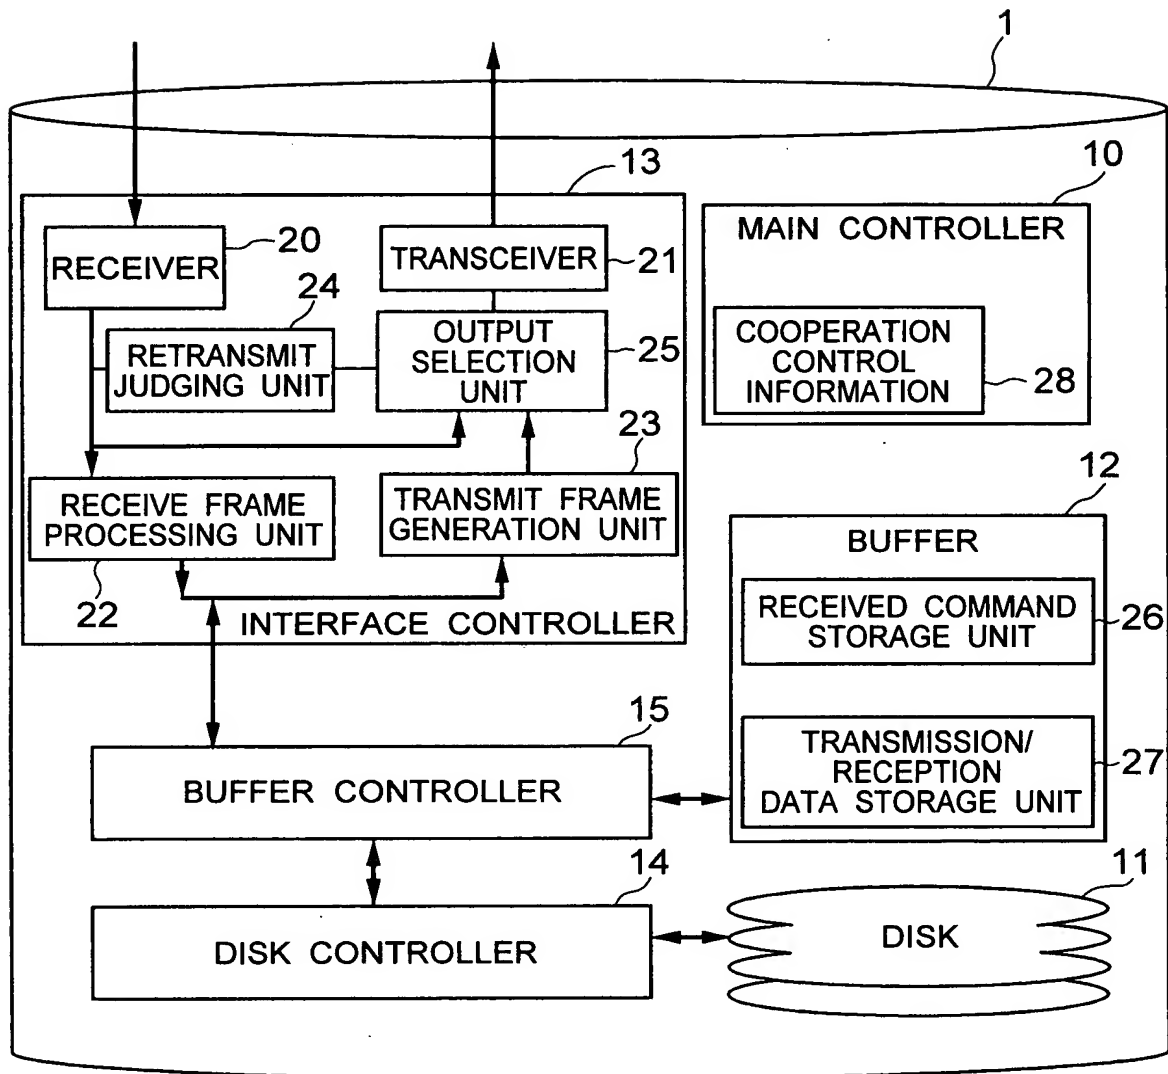 1
13
10
RECEIVER
20
TRANSCEIVER
21
MAIN CONTROLLER
24
RETRANSMIT
JUDGING UNIT
OUTPUT
SELECTION
UNIT
25
COOPERATION
CONTROL
INFORMATION
28
23
RECEIVE FRAME
PROCESSING UNIT
22
TRANSMIT FRAME
GENERATION UNIT
INTERFACE CONTROLLER
12
BUFFER
RECEIVED COMMAND
STORAGE UNIT
26
TRANSMISSION/
RECEPTION
DATA STORAGE UNIT
27
15
BUFFER CONTROLLER
14
DISK CONTROLLER
11
DISK